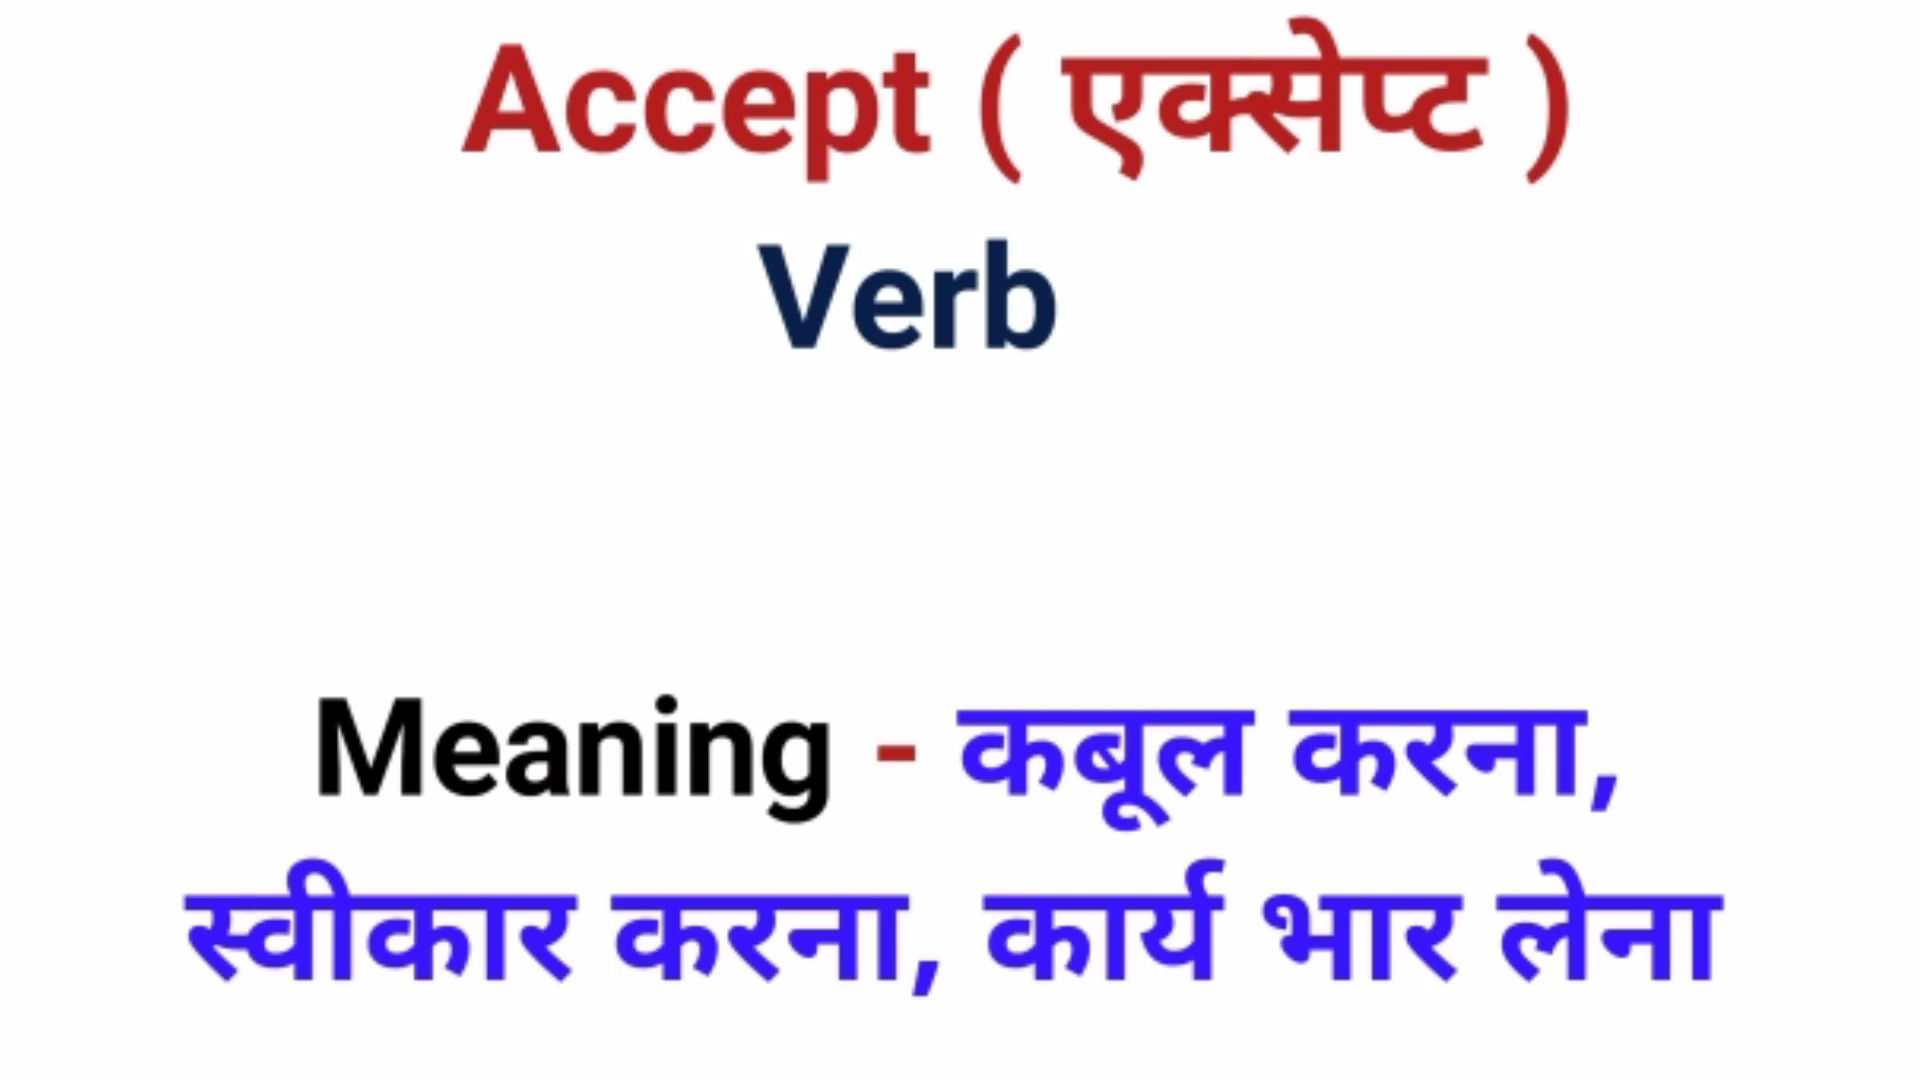 Accept ( एक्सेप्ट )
Verb
Meaning - कबूल करना,
स्वीकार करना, कार्य भार लेना